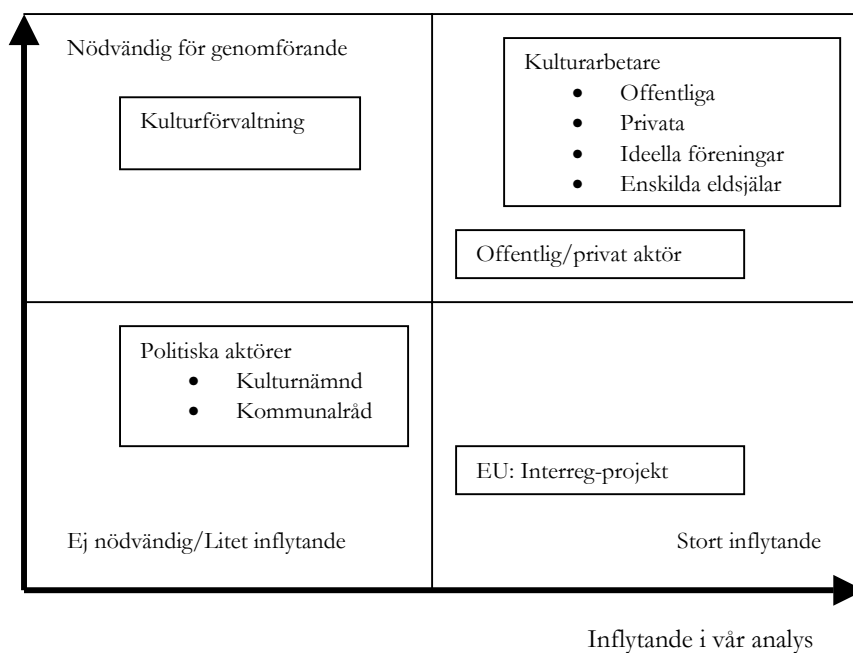 Nödvändig för genomförande
Kulturförvaltning
Kulturarbetare
• Offentliga
• Privata
• Ideella föreningar
• Enskilda eldsjälar
Offentlig/privat aktör
Politiska aktörer
• Kulturnämnd
• Kommunalråd
EU: Interreg-projekt
Ej nödvändig/Litet inflytande
Stort inflytande
Inflytande i vår analys